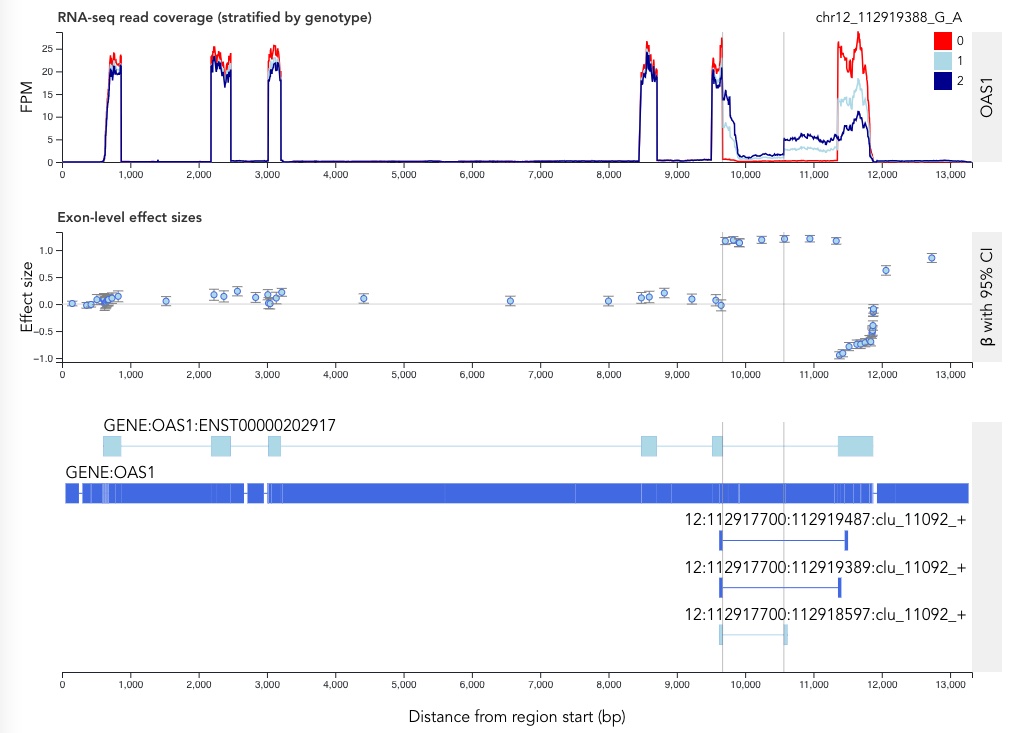 RNA-seq read coverage (stratified by genotype)
chr12_112919388_G_A
0
1
2
OAS1
FPM
25
20
15
10
5
0
0 1,000 2,000 3,000 4,000 5,000 6,000 7,000 8,000 9,000 10,000 11,000 12,000 13,000
Exon-level effect sizes
Effect size
1.0
0.5
0.0
−0.5
−1.0
β with 95% CI
0 1,000 2,000 3,000 4,000 5,000 6,000 7,000 8,000 9,000 10,000 11,000 12,000 13,000
GENE:OAS1:ENST00000202917
GENE:OAS1
12:112917700:112919487:clu_11092_+
12:112917700:112919389:clu_11092_+
12:112917700:112918597:clu_11092_+
0 1,000 2,000 3,000 4,000 5,000 6,000 7,000 8,000 9,000 10,000 11,000 12,000 13,000
Distance from region start (bp)